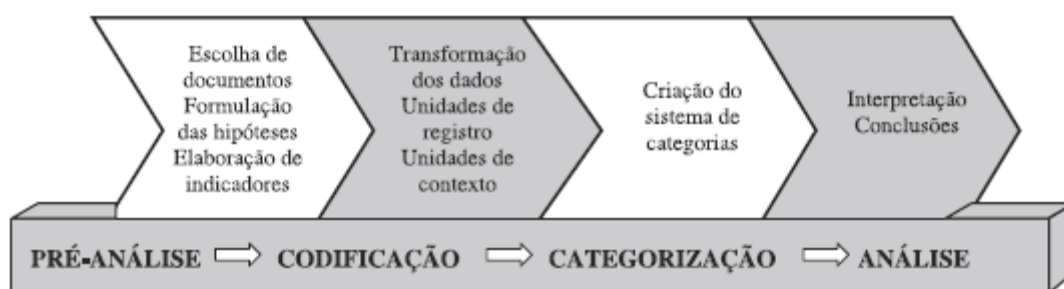 Escolha de
documentos
Formulação
das hipóteses
Elaboração de
indicadores
Transformação
dos dados
Unidades de
registro
Unidades de
contexto
Criação do
sistema de
categorias
Interpretação
Conclusões
PRÉ-ANÁLISE
CODIFICAÇÃO
CATEGORIZAÇÃO
ANÁLISE